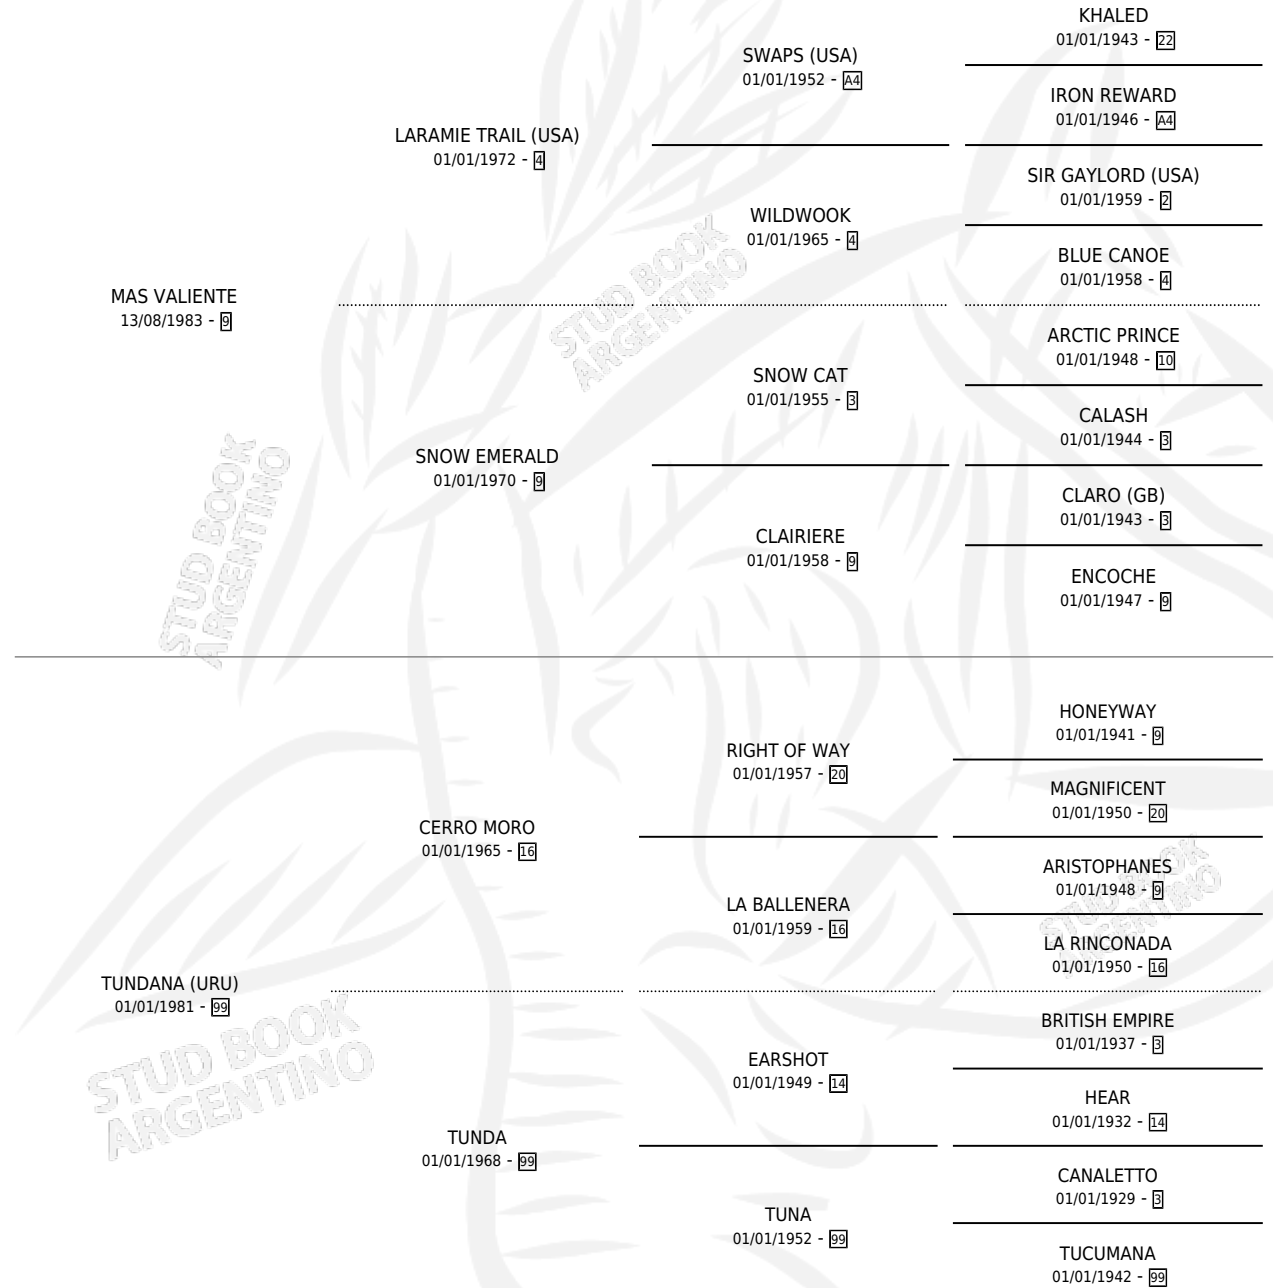 KHALED
01/01/1943 - 22
SWAPS (USA)
01/01/1952 - A4
IRON REWARD
01/01/1946 - A4
LARAMIE TRAIL (USA)
01/01/1972 - 4
SIR GAYLORD (USA)
01/01/1959 - 2
WILDWOOK
01/01/1965 - 4
BLUE CANOE
01/01/1958 - 4
MAS VALIENTE
13/08/1983 - 9
STUD BOOK
ARGENTINO
ARCTIC PRINCE
01/01/1948 - 10
SNOW CAT
01/01/1955 - 3
CALASH
01/01/1944 - 3
SNOW EMERALD
01/01/1970 - 9
CLARO (GB)
01/01/1943 - 3
CLAIRIERE
01/01/1958 - 9
ENCOCHE
01/01/1947 - 9
STUD BOOK
ARGENTINO
HONEYWAY
01/01/1941 - 9
RIGHT OF WAY
01/01/1957 - 20
MAGNIFICENT
01/01/1950 - 20
CERRO MORO
01/01/1965 - 16
ARISTOPHANES
01/01/1948 - 9
LA BALLENERA
01/01/1959 - 16
STUD BOOK
ARGENTINO
LA RINCONADA
01/01/1950 - 16
TUNDANA (URU)
01/01/1981 - 99
BRITISH EMPIRE
01/01/1937 - 3
EARSHOT
01/01/1949 - 14
STUD BOOK
ARGENTINO
HEAR
01/01/1932 - 14
TUNDA
01/01/1968 - 99
CANALETTO
01/01/1929 - 3
TUNA
01/01/1952 - 99
TUCUMANA
01/01/1942 - 99